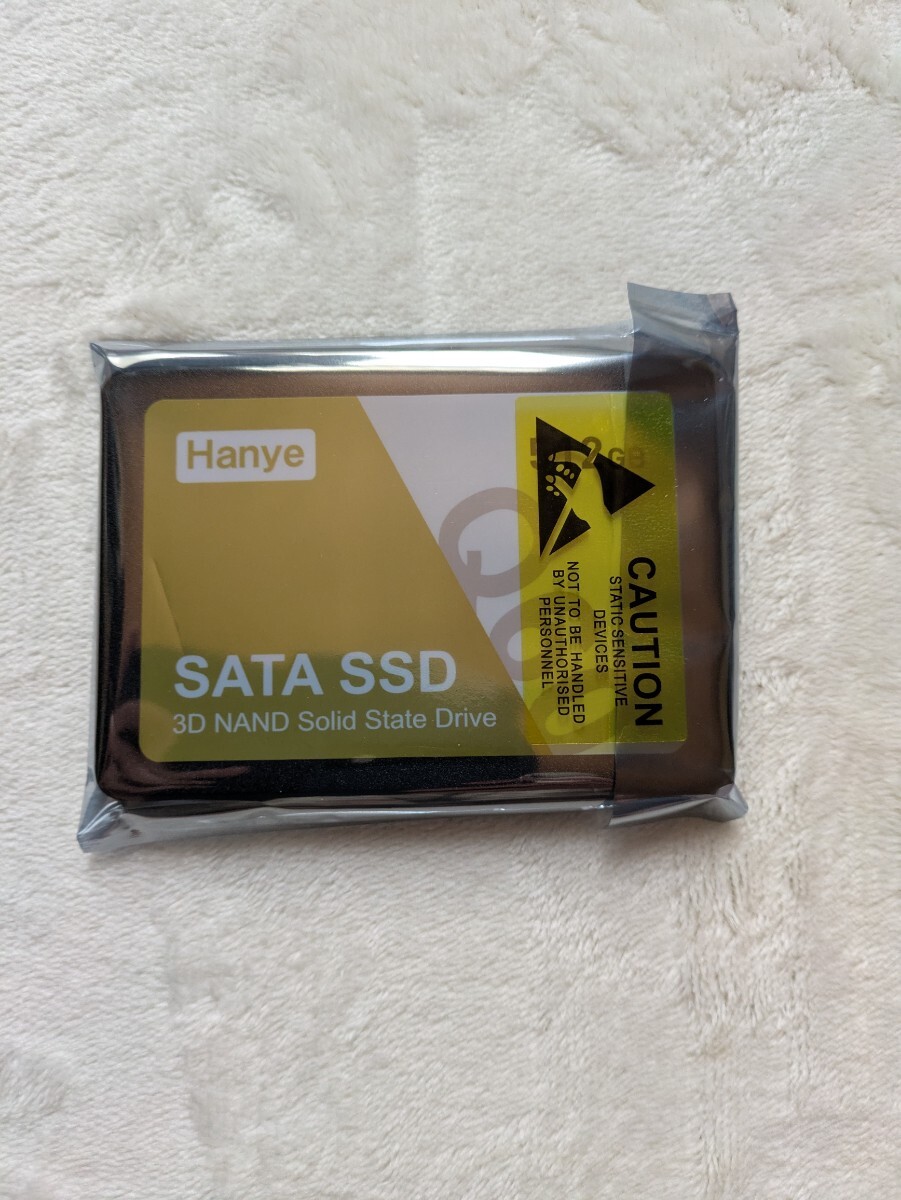 Hanye
512GB
SATA SSD
3D NAND Solid State Drive
CAUTION
STATIC SENSITIVE
DEVICES
NOT TO BE HANDLED
BY UNAUTHORISED
PERSONNEL